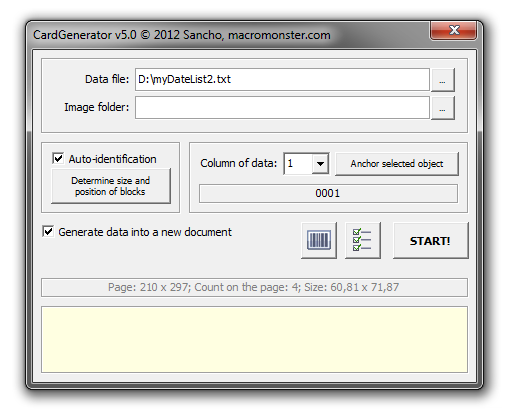 CardGenerator v5.0 © 2012 Sancho, macromonster.com
Data file: D:\myDateList2.txt ...
Image folder: ...
Auto-identification
Determine size and
position of blocks
Column of data: 1 Anchor selected object
0001
Generate data into a new document
START!
Page: 210 x 297; Count on the page: 4; Size: 60,81 x 71,87